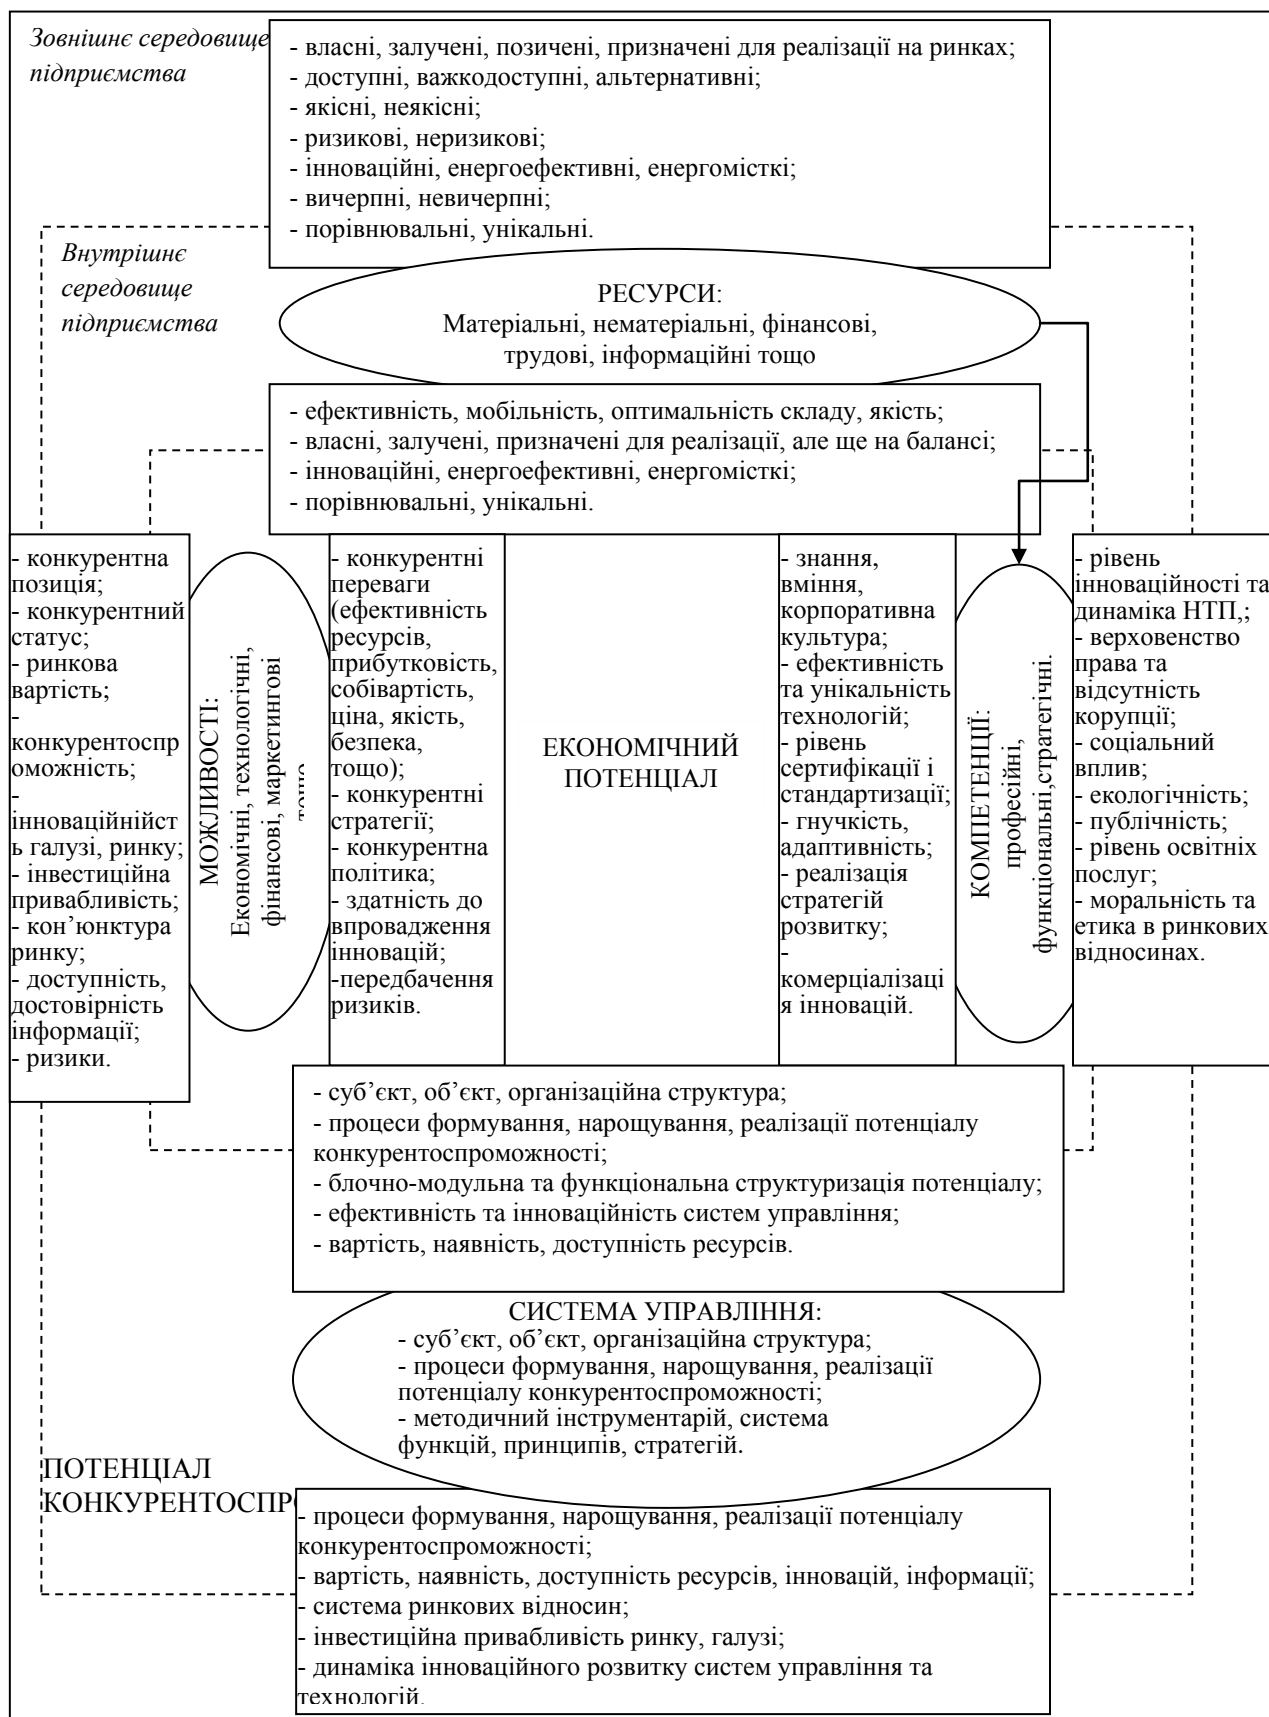 Зовнішнє середовище
підприємства
- власні, залучені, позичені, призначені для реалізації на ринках;
- доступні, важкодоступні, альтернативні;
- якісні, неякісні;
- ризикові, неризикові;
- інноваційні, енергоефективні, енергомісткі;
- вичерпні, невичерпні;
- порівнювальні, унікальні.
Внутрішнє
середовище
підприємства
РЕСУРСИ:
Матеріальні, нематеріальні, фінансові,
трудові, інформаційні тощо
- ефективність, мобільність, оптимальність складу, якість;
- власні, залучені, призначені для реалізації, але ще на балансі;
- інноваційні, енергоефективні, енергомісткі;
- порівнювальні, унікальні.
- конкурентна
позиція;
- конкурентний
статус;
- ринкова
вартість;
-
конкурентоспр
оможність;
-
інноваційнійст
ь галузі, ринку;
- інвестиційна
привабливість;
- кон’юнктура
ринку;
- доступність,
достовірність
інформації;
- ризики.
МОЖЛИВОСТІ:
Економічні, технологічні,
фінансові, маркетингові
тощо
- конкурентні
переваги
(ефективність
ресурсів,
прибутковість,
собівартість,
ціна, якість,
безпека,
тощо);
- конкурентні
стратегії;
- конкурентна
політика;
- здатність до
впровадження
інновацій;
-передбачення
ризиків.
ЕКОНОМІЧНИЙ
ПОТЕНЦІАЛ
- знання,
вміння,
корпоративна
культура;
- ефективність
та унікальність
технологій;
- рівень
сертифікації і
стандартизації;
- гнучкість,
адаптивність;
- реалізація
стратегій
розвитку;
-
комерціалізаці
я інновацій.
КОМПЕТЕНЦІЇ:
професійні,
функціональні,стратегічні.
- рівень
інноваційності та
динаміка НТП,;
- верховенство
права та
відсутність
корупції;
- соціальний
вплив;
- екологічність;
- публічність;
- рівень освітніх
послуг;
- моральність та
етика в ринкових
відносинах.
- суб’єкт, об’єкт, організаційна структура;
- процеси формування, нарощування, реалізації потенціалу
конкурентоспроможності;
- блочно-модульна та функціональна структуризація потенціалу;
- ефективність та інноваційність систем управління;
- вартість, наявність, доступність ресурсів.
СИСТЕМА УПРАВЛІННЯ:
- суб’єкт, об’єкт, організаційна структура;
- процеси формування, нарощування, реалізації
потенціалу конкурентоспроможності;
- методичний інструментарій, система
функцій, принципів, стратегій.
ПОТЕНЦІАЛ
КОНКУРЕНТОСПР
- процеси формування, нарощування, реалізації потенціалу
конкурентоспроможності;
- вартість, наявність, доступність ресурсів, інновацій, інформації;
- система ринкових відносин;
- інвестиційна привабливість ринку, галузі;
- динаміка інноваційного розвитку систем управління та
технологій.